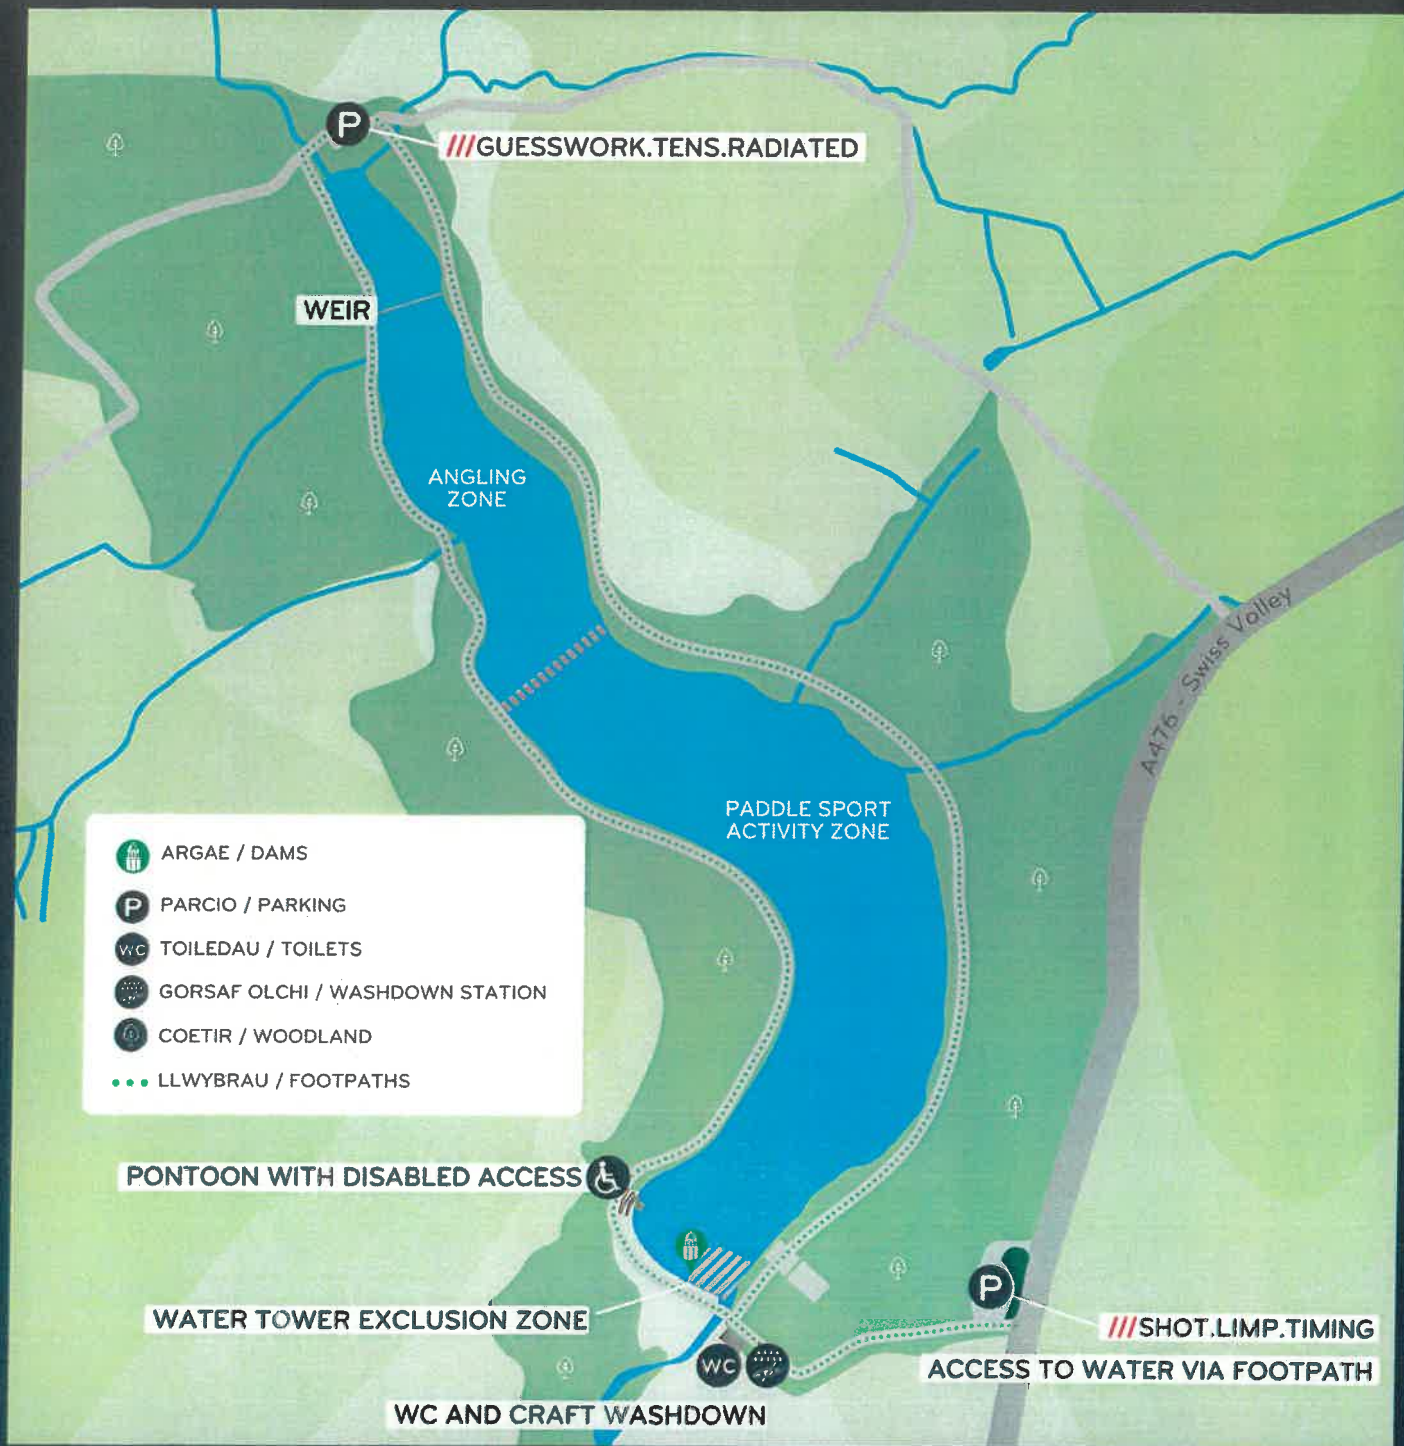 P
///GUESSWORK.TENS.RADIATED
WEIR
ANGLING
ZONE
A476 - Swiss Valley
PADDLE SPORT
ACTIVITY ZONE
ARGAE / DAMS
P PARCIO / PARKING
WC TOILEDAU / TOILETS
GORSAF OLCHI / WASHDOWN STATION
COETIR / WOODLAND
LLWYBRAU / FOOTPATHS
PONTOON WITH DISABLED ACCESS
WATER TOWER EXCLUSION ZONE
P
///SHOT.LIMP.TIMING
ACCESS TO WATER VIA FOOTPATH
WC
WC AND CRAFT WASHDOWN